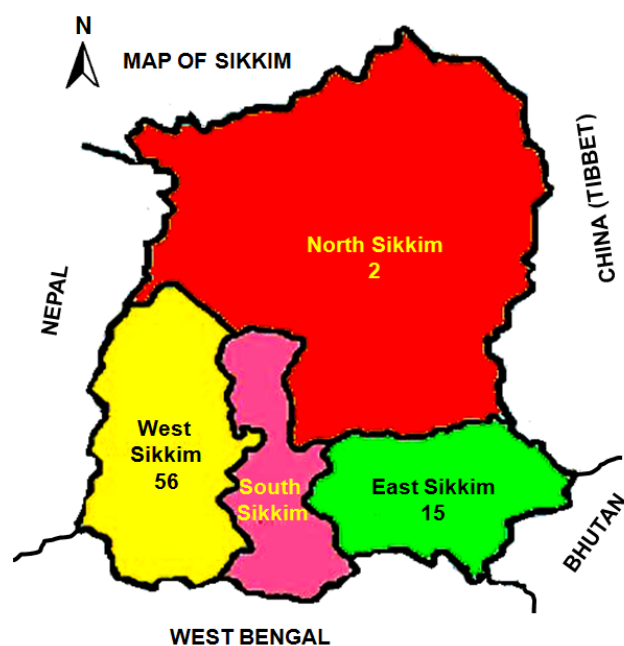 N
MAP OF SIKKIM
CHINA (TIBBET)
North Sikkim
2
NEPAL
West
Sikkim
56
South
Sikkim
East Sikkim
15
BHUTAN
WEST BENGAL